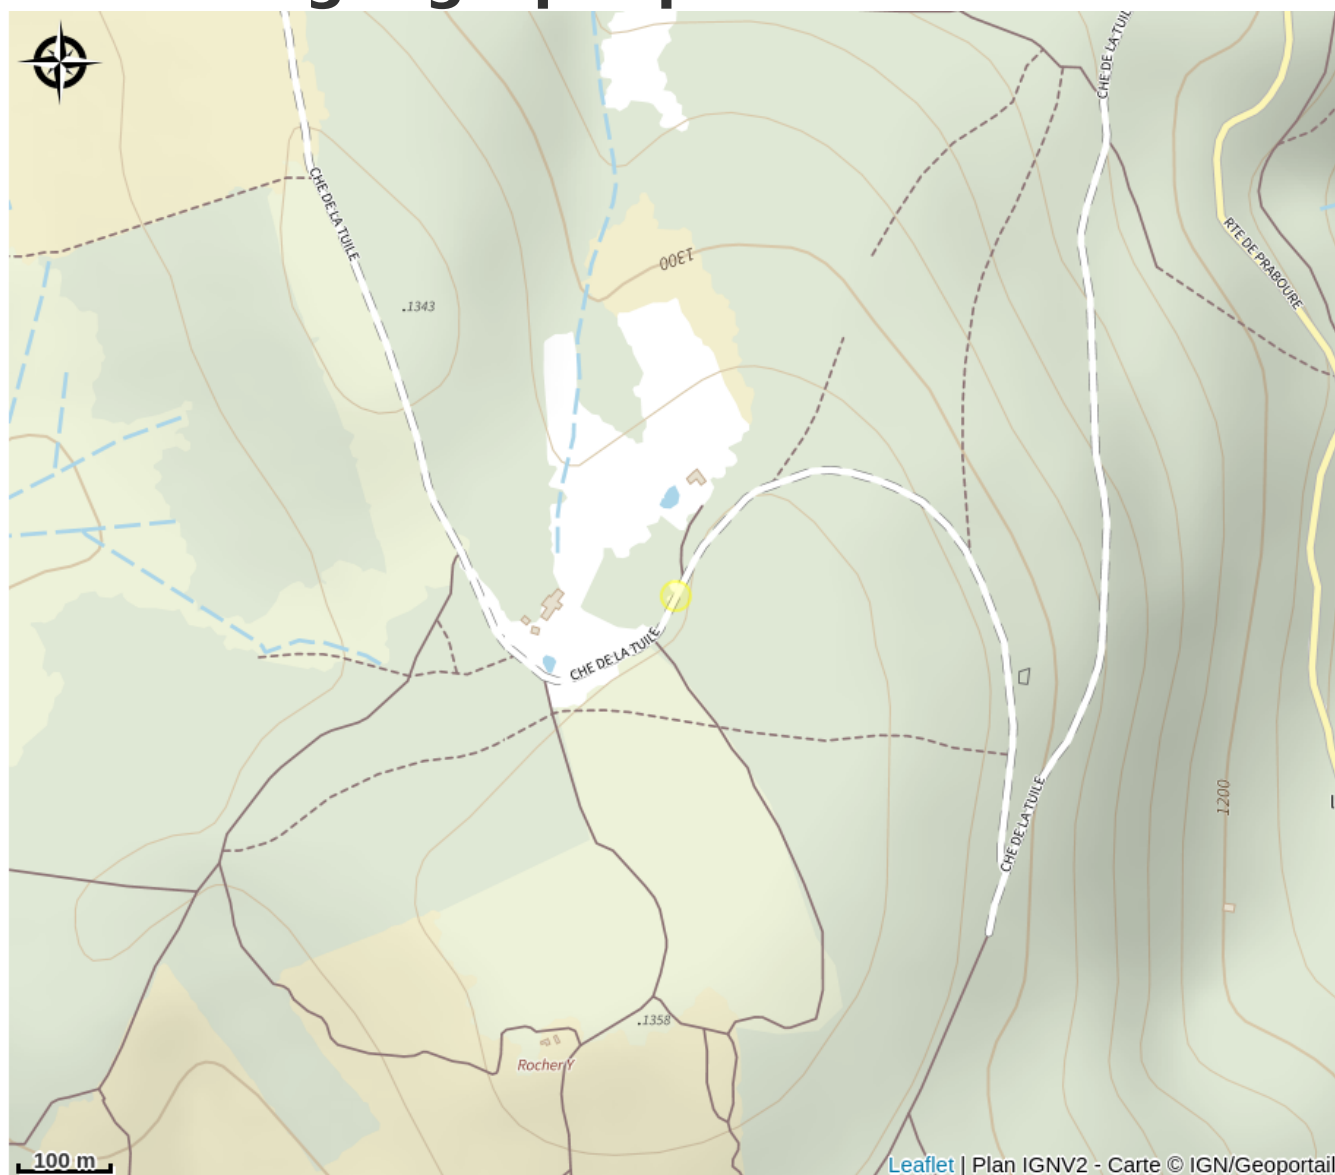 CHE DE LA TUILE
CHE DE LA TUILE
RTE DE PRABOURE
1300
.1343
CHE DE LA TUILE
1200
CHE DE LA TUILE
.1358
Rocher Y
100 m
Leaflet | Plan IGNV2 - Carte © IGN/Geoportail